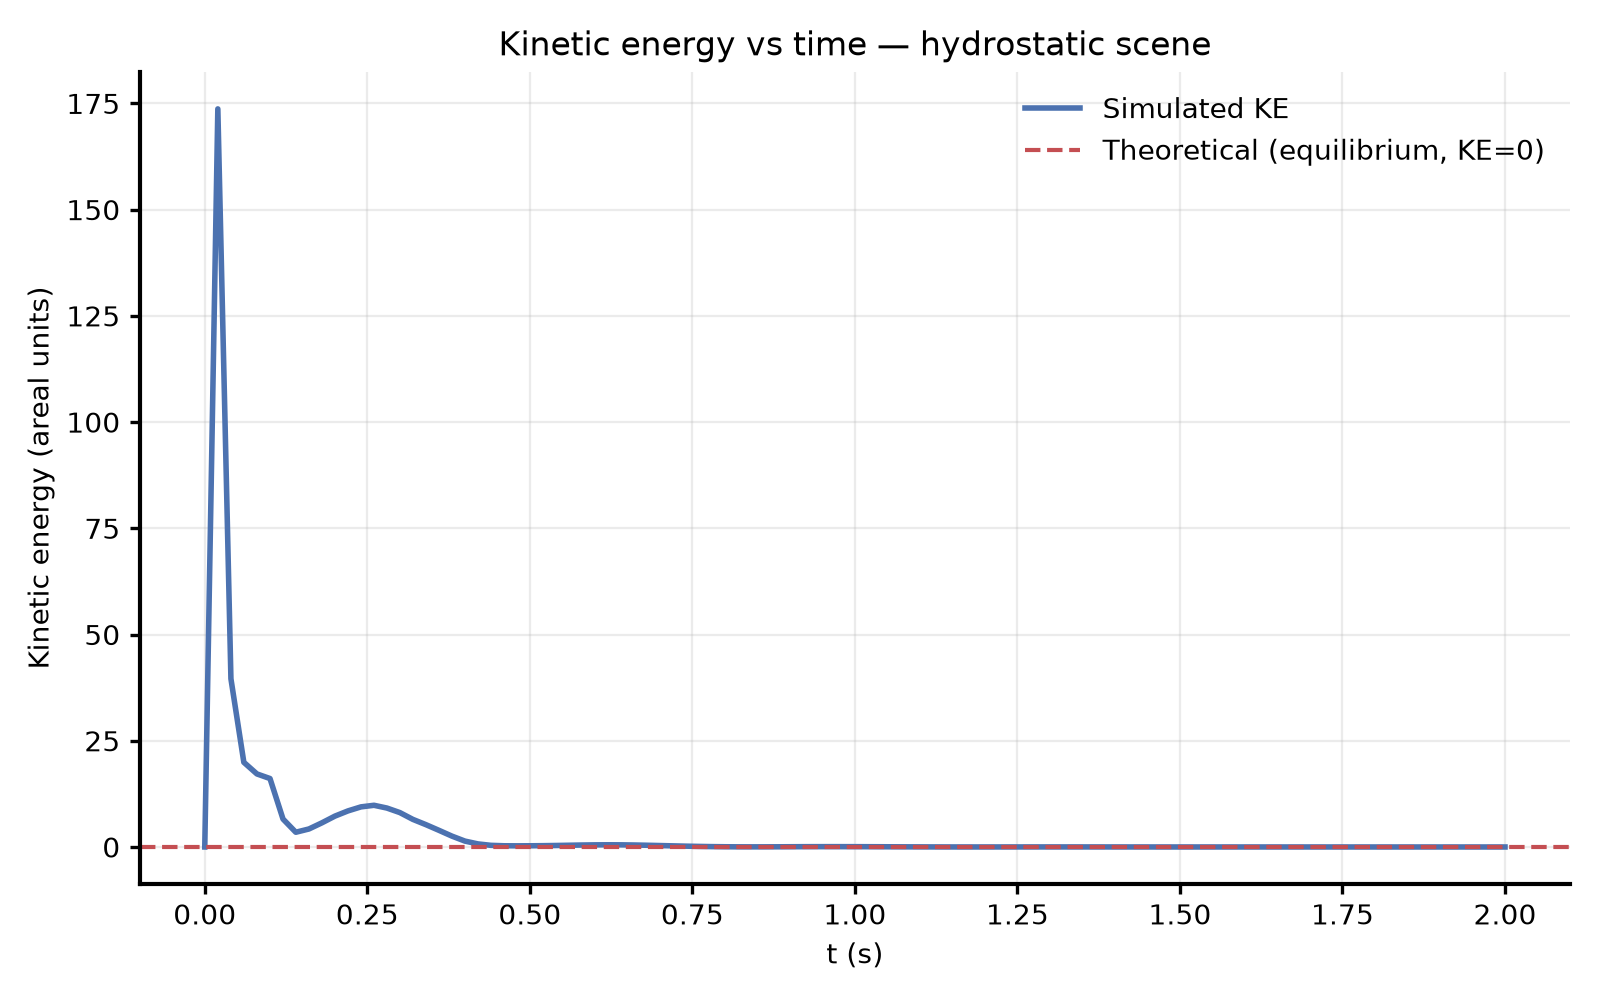 Kinetic energy vs time — hydrostatic scene
Simulated KE
Theoretical (equilibrium, KE=0)
Kinetic energy (areal units)
175
150
125
100
75
50
25
0
0.00 0.25 0.50 0.75 1.00 1.25 1.50 1.75 2.00
t (s)